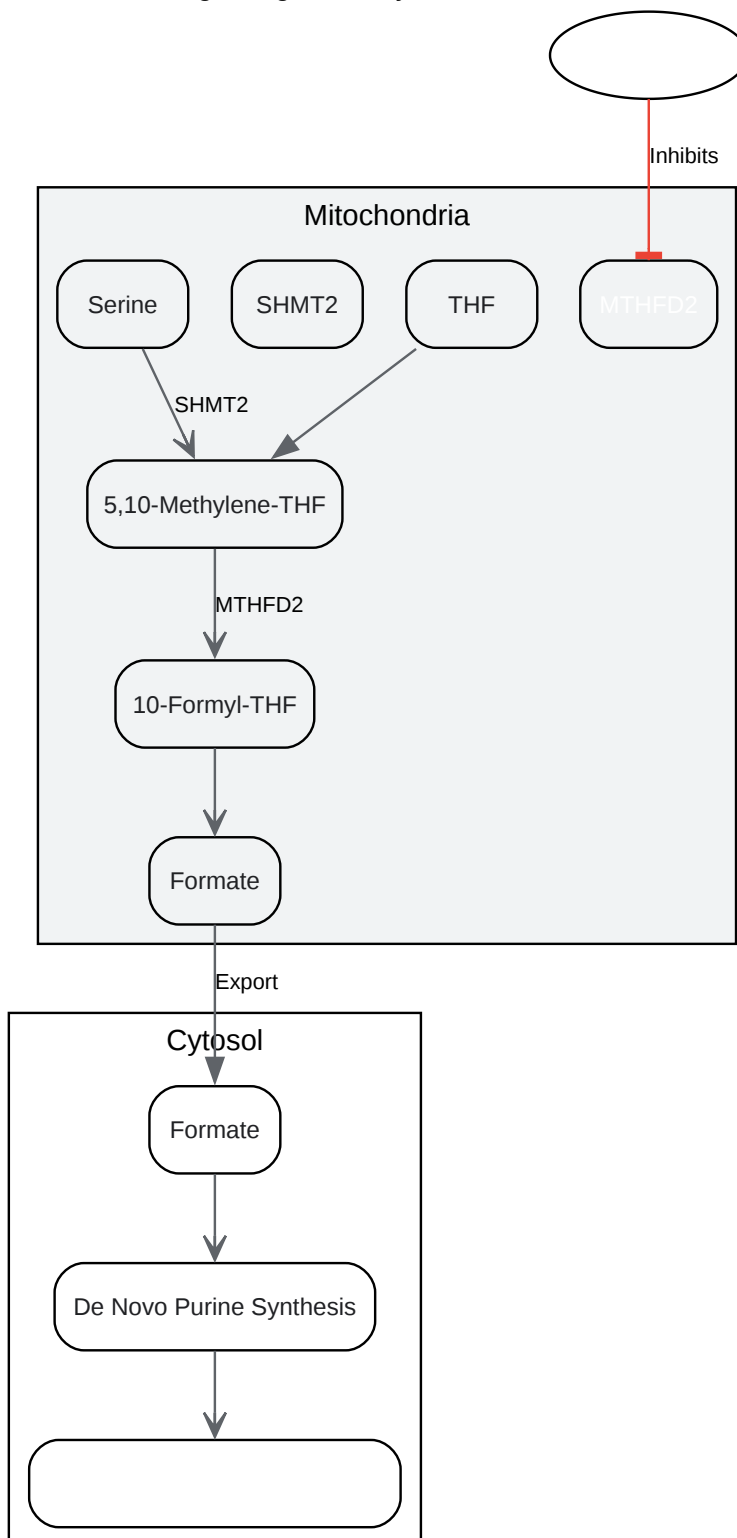 Inhibits
Mitochondria
Serine
SHMT2
THF
MTHFD2
SHMT2
5,10-Methylene-THF
MTHFD2
10-Formyl-THF
Formate
Export
Cytosol
Formate
De Novo Purine Synthesis